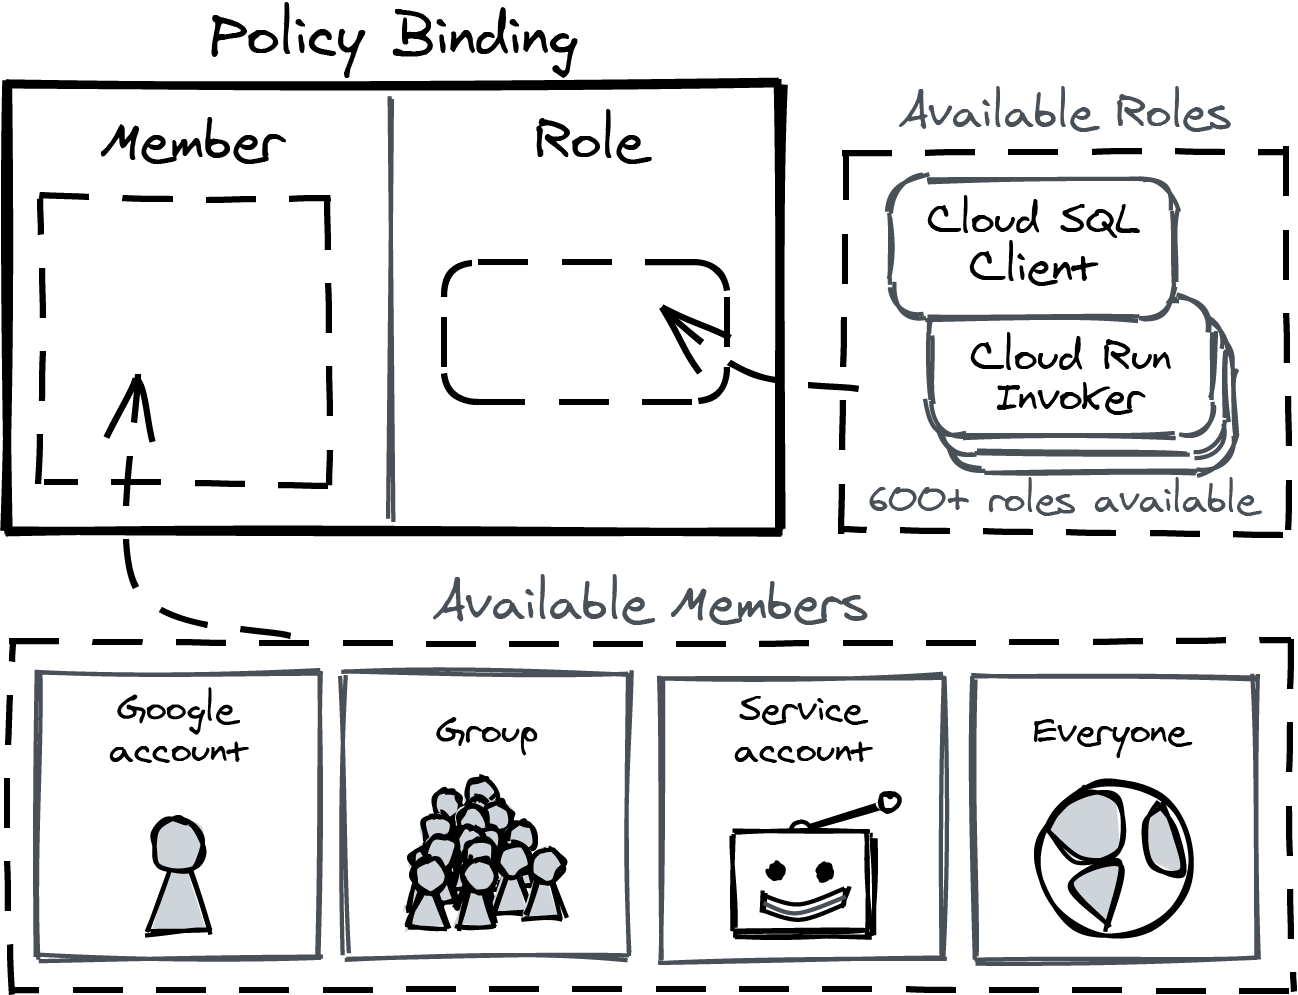 Policy Binding
Member
Role
Available Roles
Cloud SQL
Client
Cloud Run
Invoker
600+ roles available
Available Members
Google
account
Group
Service
account
Everyone